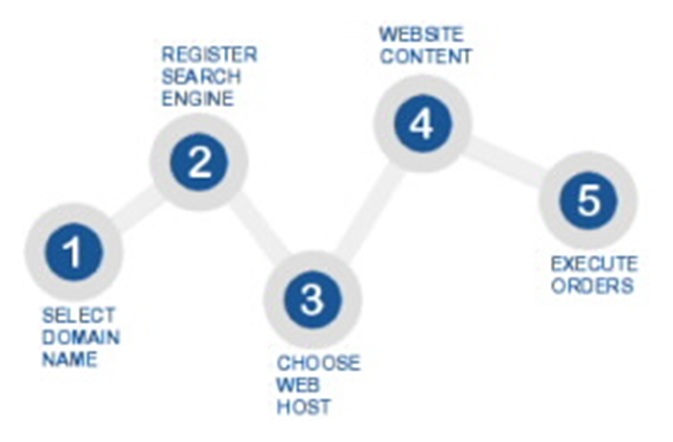 1
SELECT
DOMAIN
NAME
2
REGISTER
SEARCH
ENGINE
3
CHOOSE
WEB
HOST
4
WEBSITE
CONTENT
5
EXECUTE
ORDERS